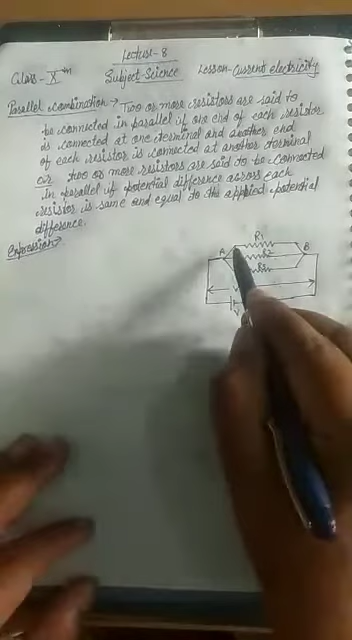 Lecture - 8
Class - Xth Subject - Science Lesson - Current electricity
Parallel combination → Two or more resistors are said to
be connected in parallel if one end of each resistor
is connected at one terminal and another end
of each resistor is connected at another terminal
or two or more resistors are said to be connected
in parallel if potential difference across each
resistor is same and equal to the applied potential
difference.
Expression →
R1
A R2 B
R3
V